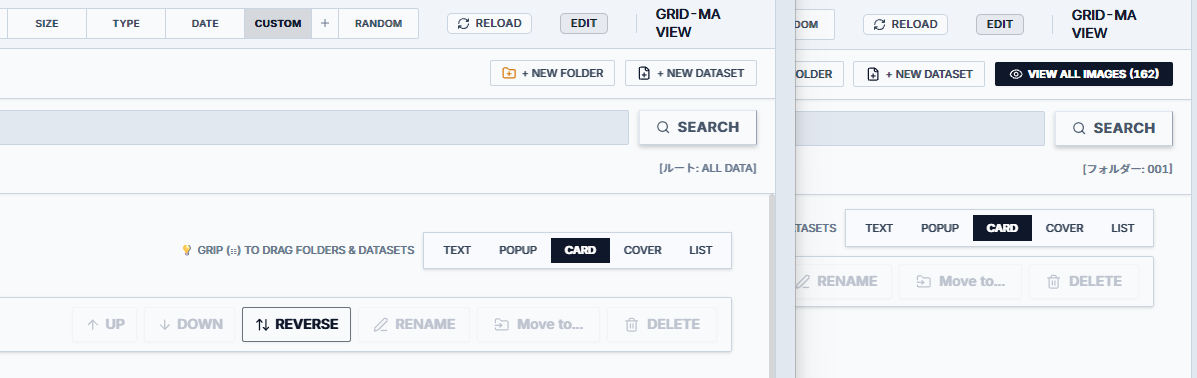 SIZE TYPE DATE CUSTOM + RANDOM RELOAD EDIT GRID-MA
VIEW
+ NEW FOLDER + NEW DATASET
SEARCH
[ルート: ALL DATA]
GRIP (::) TO DRAG FOLDERS & DATASETS TEXT POPUP CARD COVER LIST
UP DOWN REVERSE RENAME Move to... DELETE
DOM RELOAD EDIT GRID-MA
VIEW
OLDER + NEW DATASET VIEW ALL IMAGES (162)
SEARCH
[フォルダー: 001]
TASETS TEXT POPUP CARD COVER LIST
RENAME Move to... DELETE